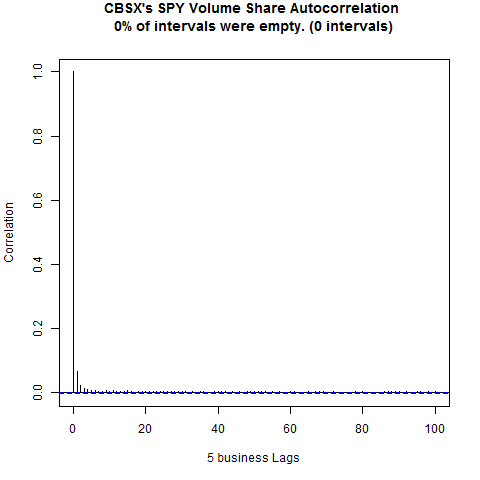 CBSX's SPY Volume Share Autocorrelation
0% of intervals were empty. (0 intervals)
1.0
0.8
0.6
0.4
0.2
0.0
Correlation
0 20 40 60 80 100
5 business Lags